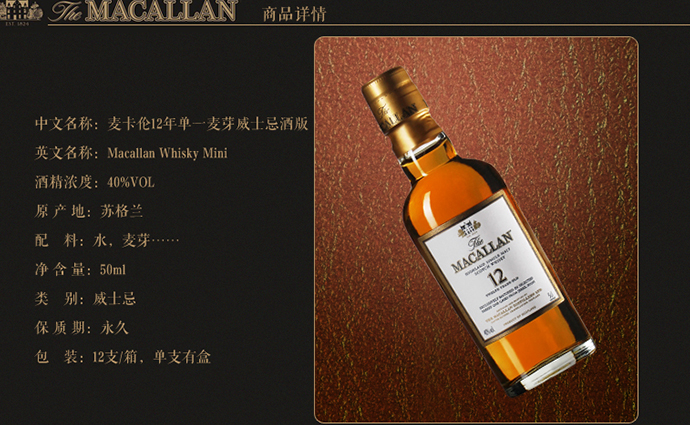 The MACALLAN
EST. 1824
商品详情
中文名称：麦卡伦12年单一麦芽威士忌酒版
英文名称：Macallan Whisky Mini
酒精浓度：40%VOL
原 产 地：苏格兰
配　料：水，麦芽……
净 含 量：50ml
类　别：威士忌
保 质 期：永久
包　装：12支/箱，单支有盒
The
MACALLAN
The
MACALLAN
HIGHLAND SINGLE MALT
SCOTCH WHISKY
12
YEARS OLD